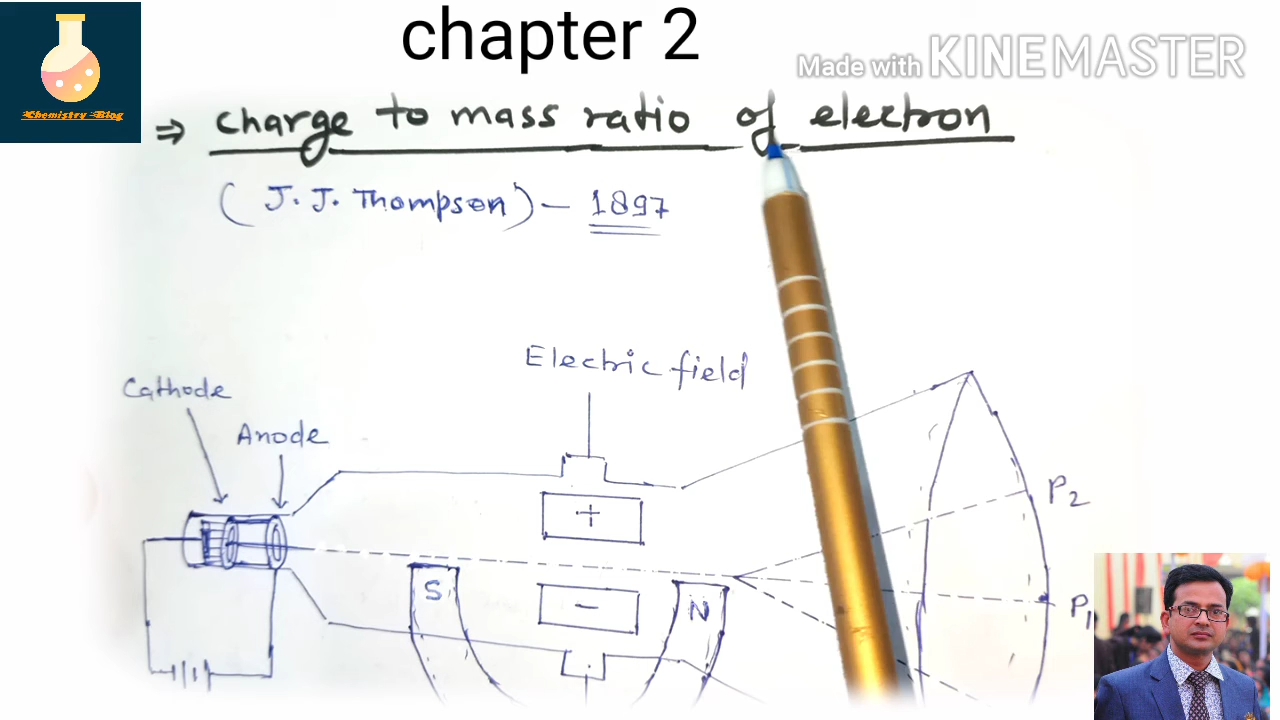 chapter 2
Made with KINEMASTER
Chemistry Blog
⇒ charge to mass ratio of electron
(J.J. Thompson) — 1897
Electric field
Cathode
Anode
+
P2
S
−
N
P1